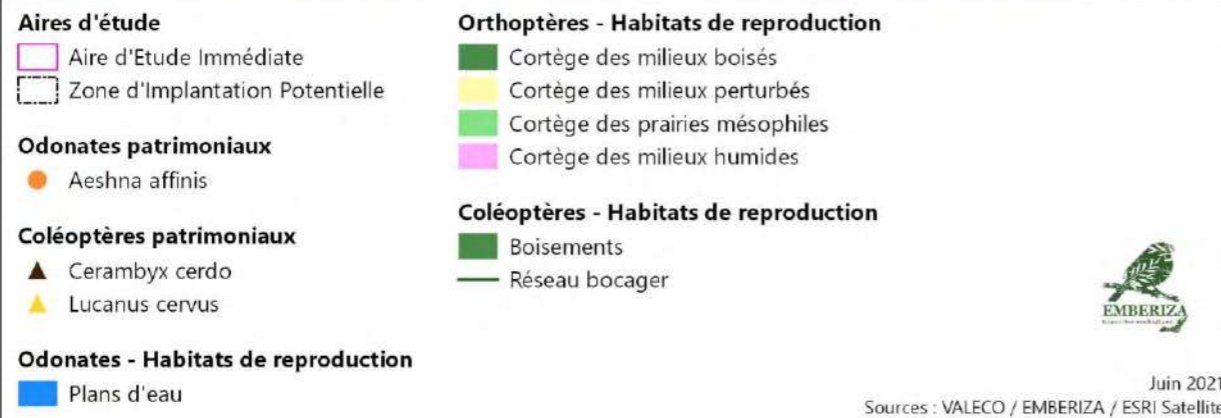 Aires d'étude
Aire d'Etude Immédiate
Zone d'Implantation Potentielle
Odonates patrimoniaux
Aeshna affinis
Coléoptères patrimoniaux
Cerambyx cerdo
Lucanus cervus
Odonates - Habitats de reproduction
Plans d'eau
Orthoptères - Habitats de reproduction
Cortège des milieux boisés
Cortège des milieux perturbés
Cortège des prairies mésophiles
Cortège des milieux humides
Coléoptères - Habitats de reproduction
Boisements
Réseau bocager
EMBERIZA
Juin 2021
Sources : VALECO / EMBERIZA / ESRI Satellite